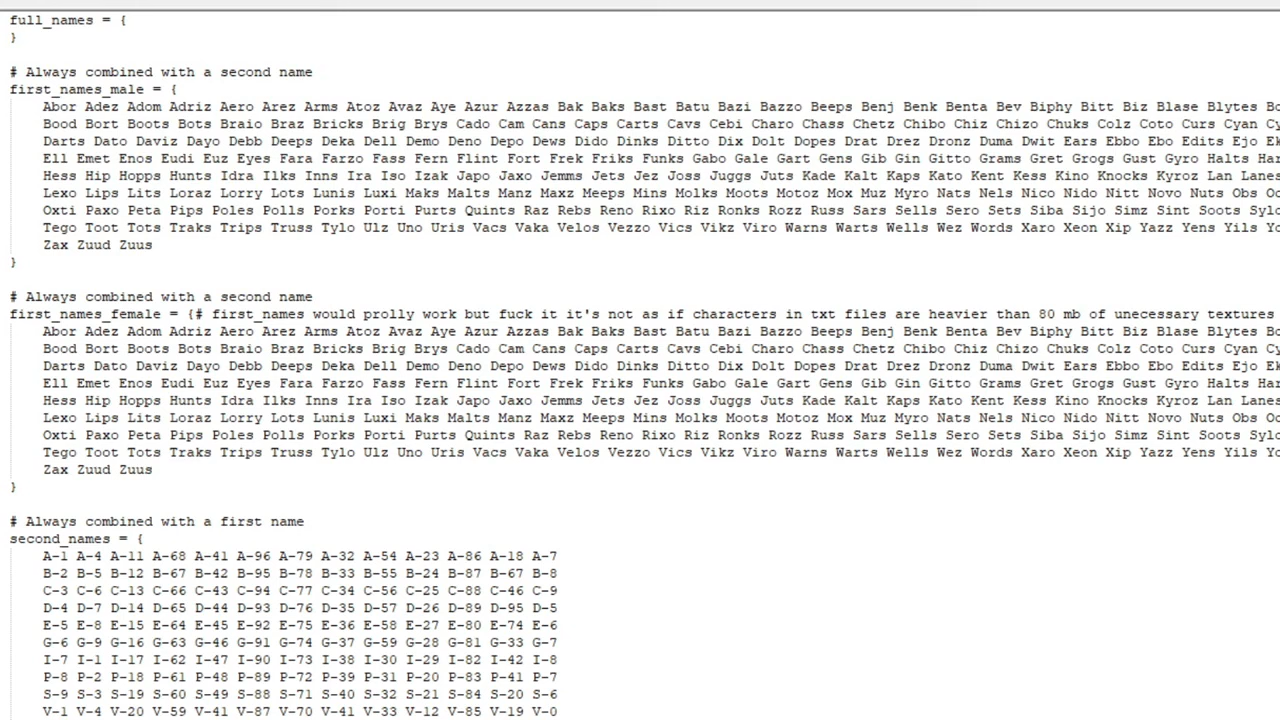 full_names = {
}
# Always combined with a second name
first_names_male = {
Abor Adez Adom Adriz Aero Arez Arms Atoz Avaz Aye Azur Azzas Bak Baks Bast Batu Bazi Bazzo Beeps Benj Benk Benta Bev Biphy Bitt Biz Blase Blytes
Bood Bort Boots Bots Braio Braz Bricks Brig Brys Cado Cam Cans Caps Carts Cavs Cebi Charo Chass Chetz Chibo Chiz Chizo Chuks Colz Coto Curs Cyan
Darts Dato Daviz Dayo Debb Deeps Deka Dell Demo Deno Depo Dews Dido Dinks Ditto Dix Dolt Dopts Drat Drez Dronz Duma Dwit Ears Ebbo Ebo Edits
Ell Emet Enos Eudi Euz Eyes Fara Farzo Fass Fern Flint Fort Frek Friks Funks Gabo Gale Gart Gens Gib Gin Gitto Grams Gret Grogs Gust Gyro Halts
Hess Hip Hopps Hunts Idra Ilks Inns Ira Iso Izak Japo Jaxo Jemms Jets Jez Joss Juggs Juts Kade Kalt Kaps Kato Kent Kess Kino Knocks Kyroz Lan
Lexo Lips Lits Loraz Lorry Lots Lunis Luxi Maks Malts Manz Maxz Meeps Mins Molks Moots Motoz Mox Muz Myro Nats Nels Nico Nido Nitt Novo Nuts Obs
Oxti Paxo Peta Pips Poles Polls Porks Porti Purts Quints Raz Rebs Reno Rixo Riz Ronks Rozz Russ Sars Sells Sero Sets Siba Sijo Simz Sint Soots
Tego Toot Tots Traks Trips Truss Tylo Ulz Uno Uris Vacs Vaka Velos Vezzo Vics Vikz Viro Warns Warts Wells Wez Words Xaro Xeon Xip Yazz Yens Yils
Zax Zuud Zuus
}
# Always combined with a second name
first_names_female = {# first_names would prolly work but fuck it it's not as if characters in txt files are heavier than 80 mb of unecessary textures
Abor Adez Adom Adriz Aero Arez Arms Atoz Avaz Aye Azur Azzas Bak Baks Bast Batu Bazi Bazzo Beeps Benj Benk Benta Bev Biphy Bitt Biz Blase Blytes
Bood Bort Boots Bots Braio Braz Bricks Brig Brys Cado Cam Cans Caps Carts Cavs Cebi Charo Chass Chetz Chibo Chiz Chizo Chuks Colz Coto Curs Cyan
Darts Dato Daviz Dayo Debb Deeps Deka Dell Demo Deno Depo Dews Dido Dinks Ditto Dix Dolt Dopts Drat Drez Dronz Duma Dwit Ears Ebbo Ebo Edits
Ell Emet Enos Eudi Euz Eyes Fara Farzo Fass Fern Flint Fort Frek Friks Funks Gabo Gale Gart Gens Gib Gin Gitto Grams Gret Grogs Gust Gyro Halts
Hess Hip Hopps Hunts Idra Ilks Inns Ira Iso Izak Japo Jaxo Jemms Jets Jez Joss Juggs Juts Kade Kalt Kaps Kato Kent Kess Kino Knocks Kyroz Lan
Lexo Lips Lits Loraz Lorry Lots Lunis Luxi Maks Malts Manz Maxz Meeps Mins Molks Moots Motoz Mox Muz Myro Nats Nels Nico Nido Nitt Novo Nuts Obs
Oxti Paxo Peta Pips Poles Polls Porks Porti Purts Quints Raz Rebs Reno Rixo Riz Ronks Rozz Russ Sars Sells Sero Sets Siba Sijo Simz Sint Soots
Tego Toot Tots Traks Trips Truss Tylo Ulz Uno Uris Vacs Vaka Velos Vezzo Vics Vikz Viro Warns Warts Wells Wez Words Xaro Xeon Xip Yazz Yens Yils
Zax Zuud Zuus
}
# Always combined with a first name
second_names = {
A-1 A-4 A-11 A-68 A-41 A-96 A-79 A-32 A-54 A-23 A-86 A-18 A-7
B-2 B-5 B-12 B-67 B-42 B-95 B-78 B-33 B-55 B-24 B-87 B-67 B-8
C-3 C-6 C-13 C-66 C-43 C-94 C-77 C-34 C-56 C-25 C-88 C-46 C-9
D-4 D-7 D-14 D-65 D-44 D-93 D-76 D-35 D-57 D-26 D-89 D-95 D-5
E-5 E-8 E-15 E-64 E-45 E-92 E-75 E-36 E-58 E-27 E-80 E-74 E-6
G-6 G-9 G-16 G-63 G-46 G-91 G-74 G-37 G-59 G-28 G-81 G-33 G-7
I-7 I-1 I-17 I-62 I-47 I-90 I-73 I-38 I-30 I-29 I-82 I-42 I-8
P-8 P-2 P-18 P-61 P-48 P-89 P-72 P-39 P-31 P-20 P-83 P-41 P-7
S-9 S-3 S-19 S-60 S-49 S-88 S-71 S-40 S-32 S-21 S-84 S-20 S-6
V-1 V-4 V-20 V-59 V-41 V-87 V-70 V-41 V-33 V-12 V-85 V-19 V-0